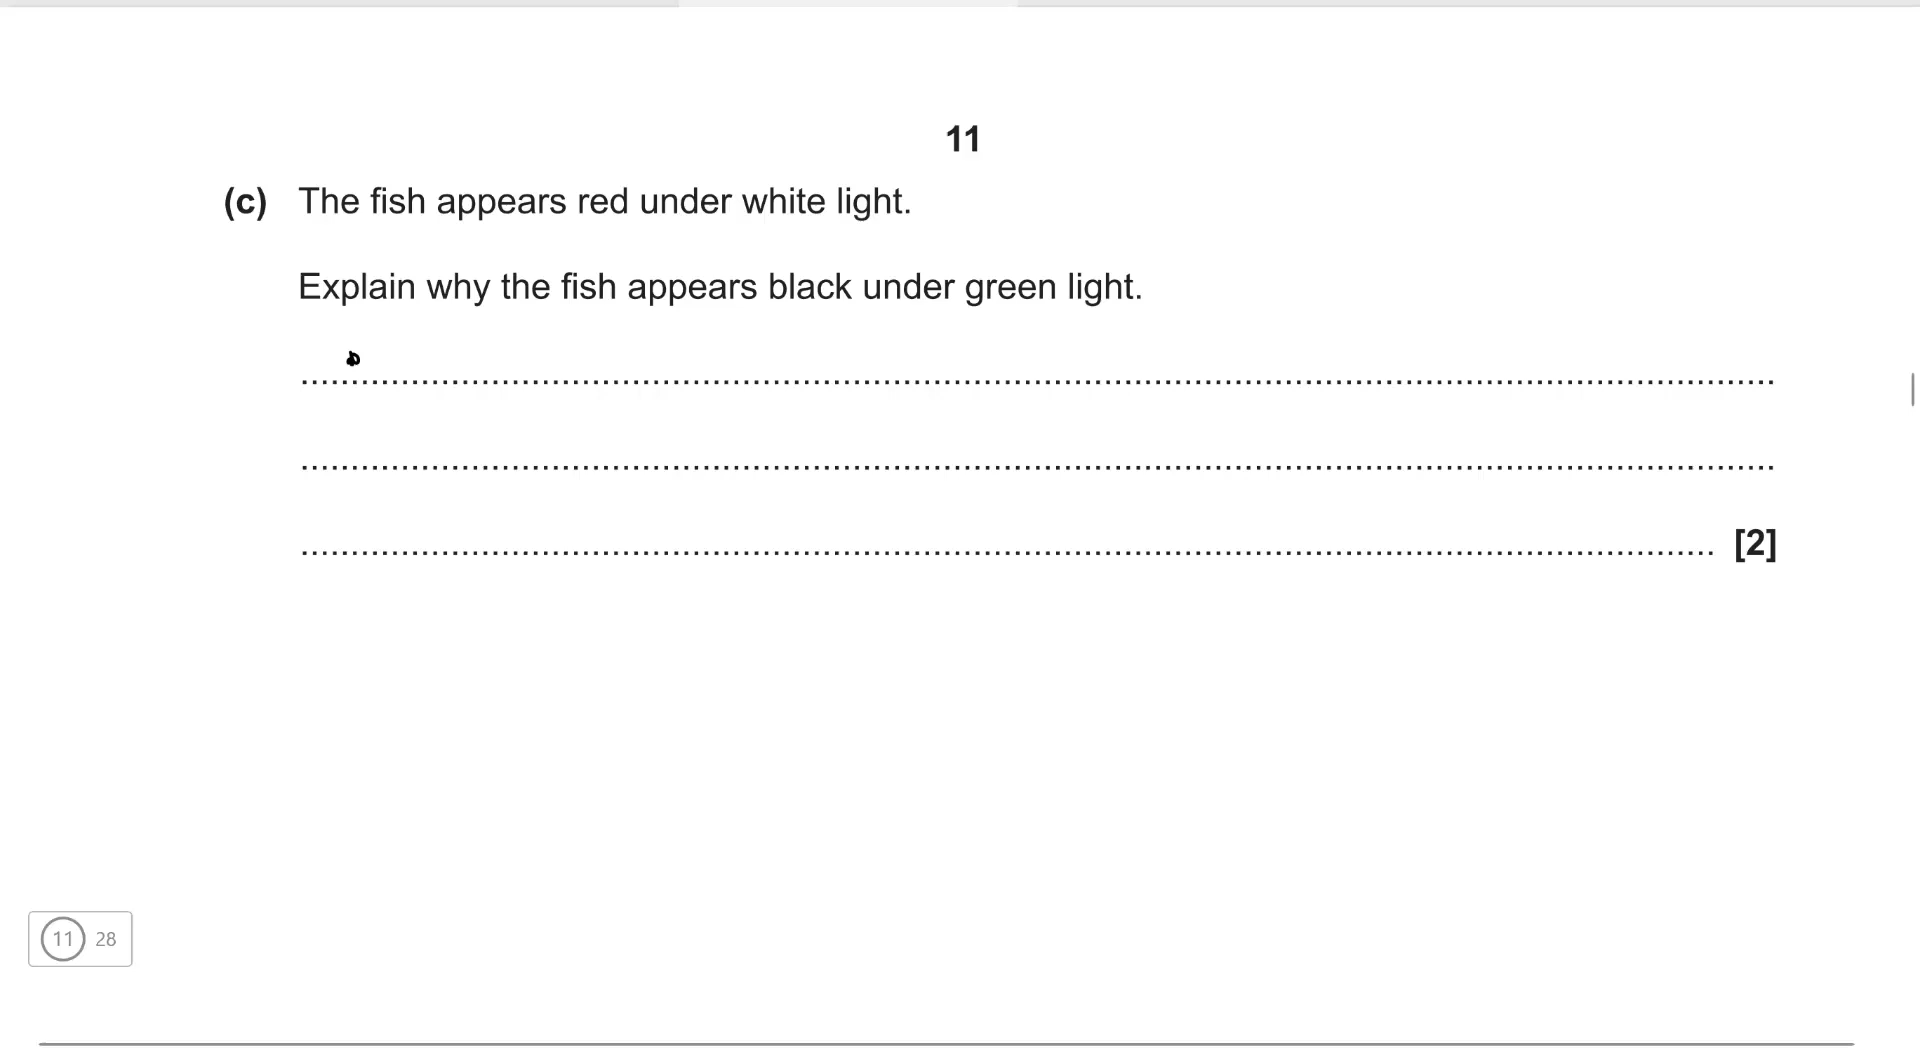 11
(c) The fish appears red under white light.
Explain why the fish appears black under green light.
..........
..........
.......... [2]
11 28